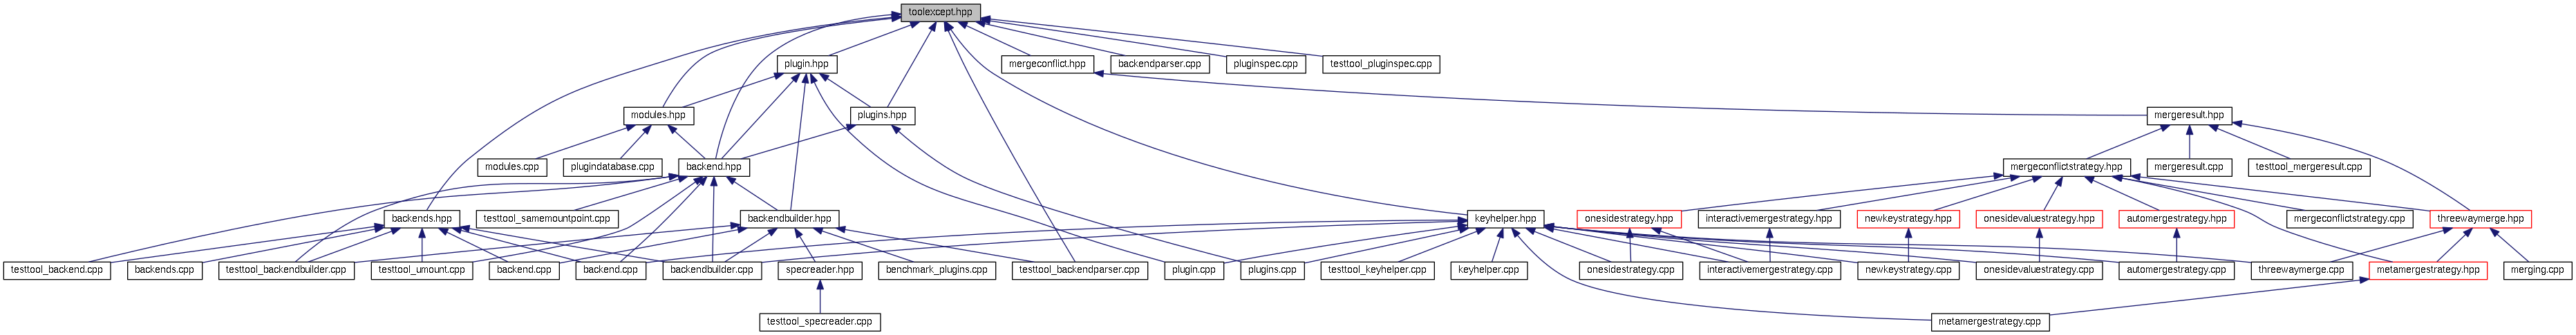 toolexcept.hpp
plugin.hpp
mergeconflict.hpp
backendparser.cpp
pluginspec.cpp
testtool_pluginspec.cpp
modules.hpp
plugins.hpp
mergeresult.hpp
modules.cpp
plugindatabase.cpp
backend.hpp
mergeconflictstrategy.hpp
mergeresult.cpp
testtool_mergeresult.cpp
backends.hpp
testtool_samemountpoint.cpp
backendbuilder.hpp
keyhelper.hpp
onesidestrategy.hpp
interactivemergestrategy.hpp
newkeystrategy.hpp
onesidevaluestrategy.hpp
automergestrategy.hpp
mergeconflictstrategy.cpp
threewaymerge.hpp
testtool_backend.cpp
backends.cpp
testtool_backendbuilder.cpp
testtool_umount.cpp
backend.cpp
backend.cpp
backendbuilder.cpp
specreader.hpp
benchmark_plugins.cpp
testtool_backendparser.cpp
plugin.cpp
plugins.cpp
testtool_keyhelper.cpp
keyhelper.cpp
onesidestrategy.cpp
interactivemergestrategy.cpp
newkeystrategy.cpp
onesidevaluestrategy.cpp
automergestrategy.cpp
threewaymerge.cpp
metamergestrategy.hpp
merging.cpp
testtool_specreader.cpp
metamergestrategy.cpp